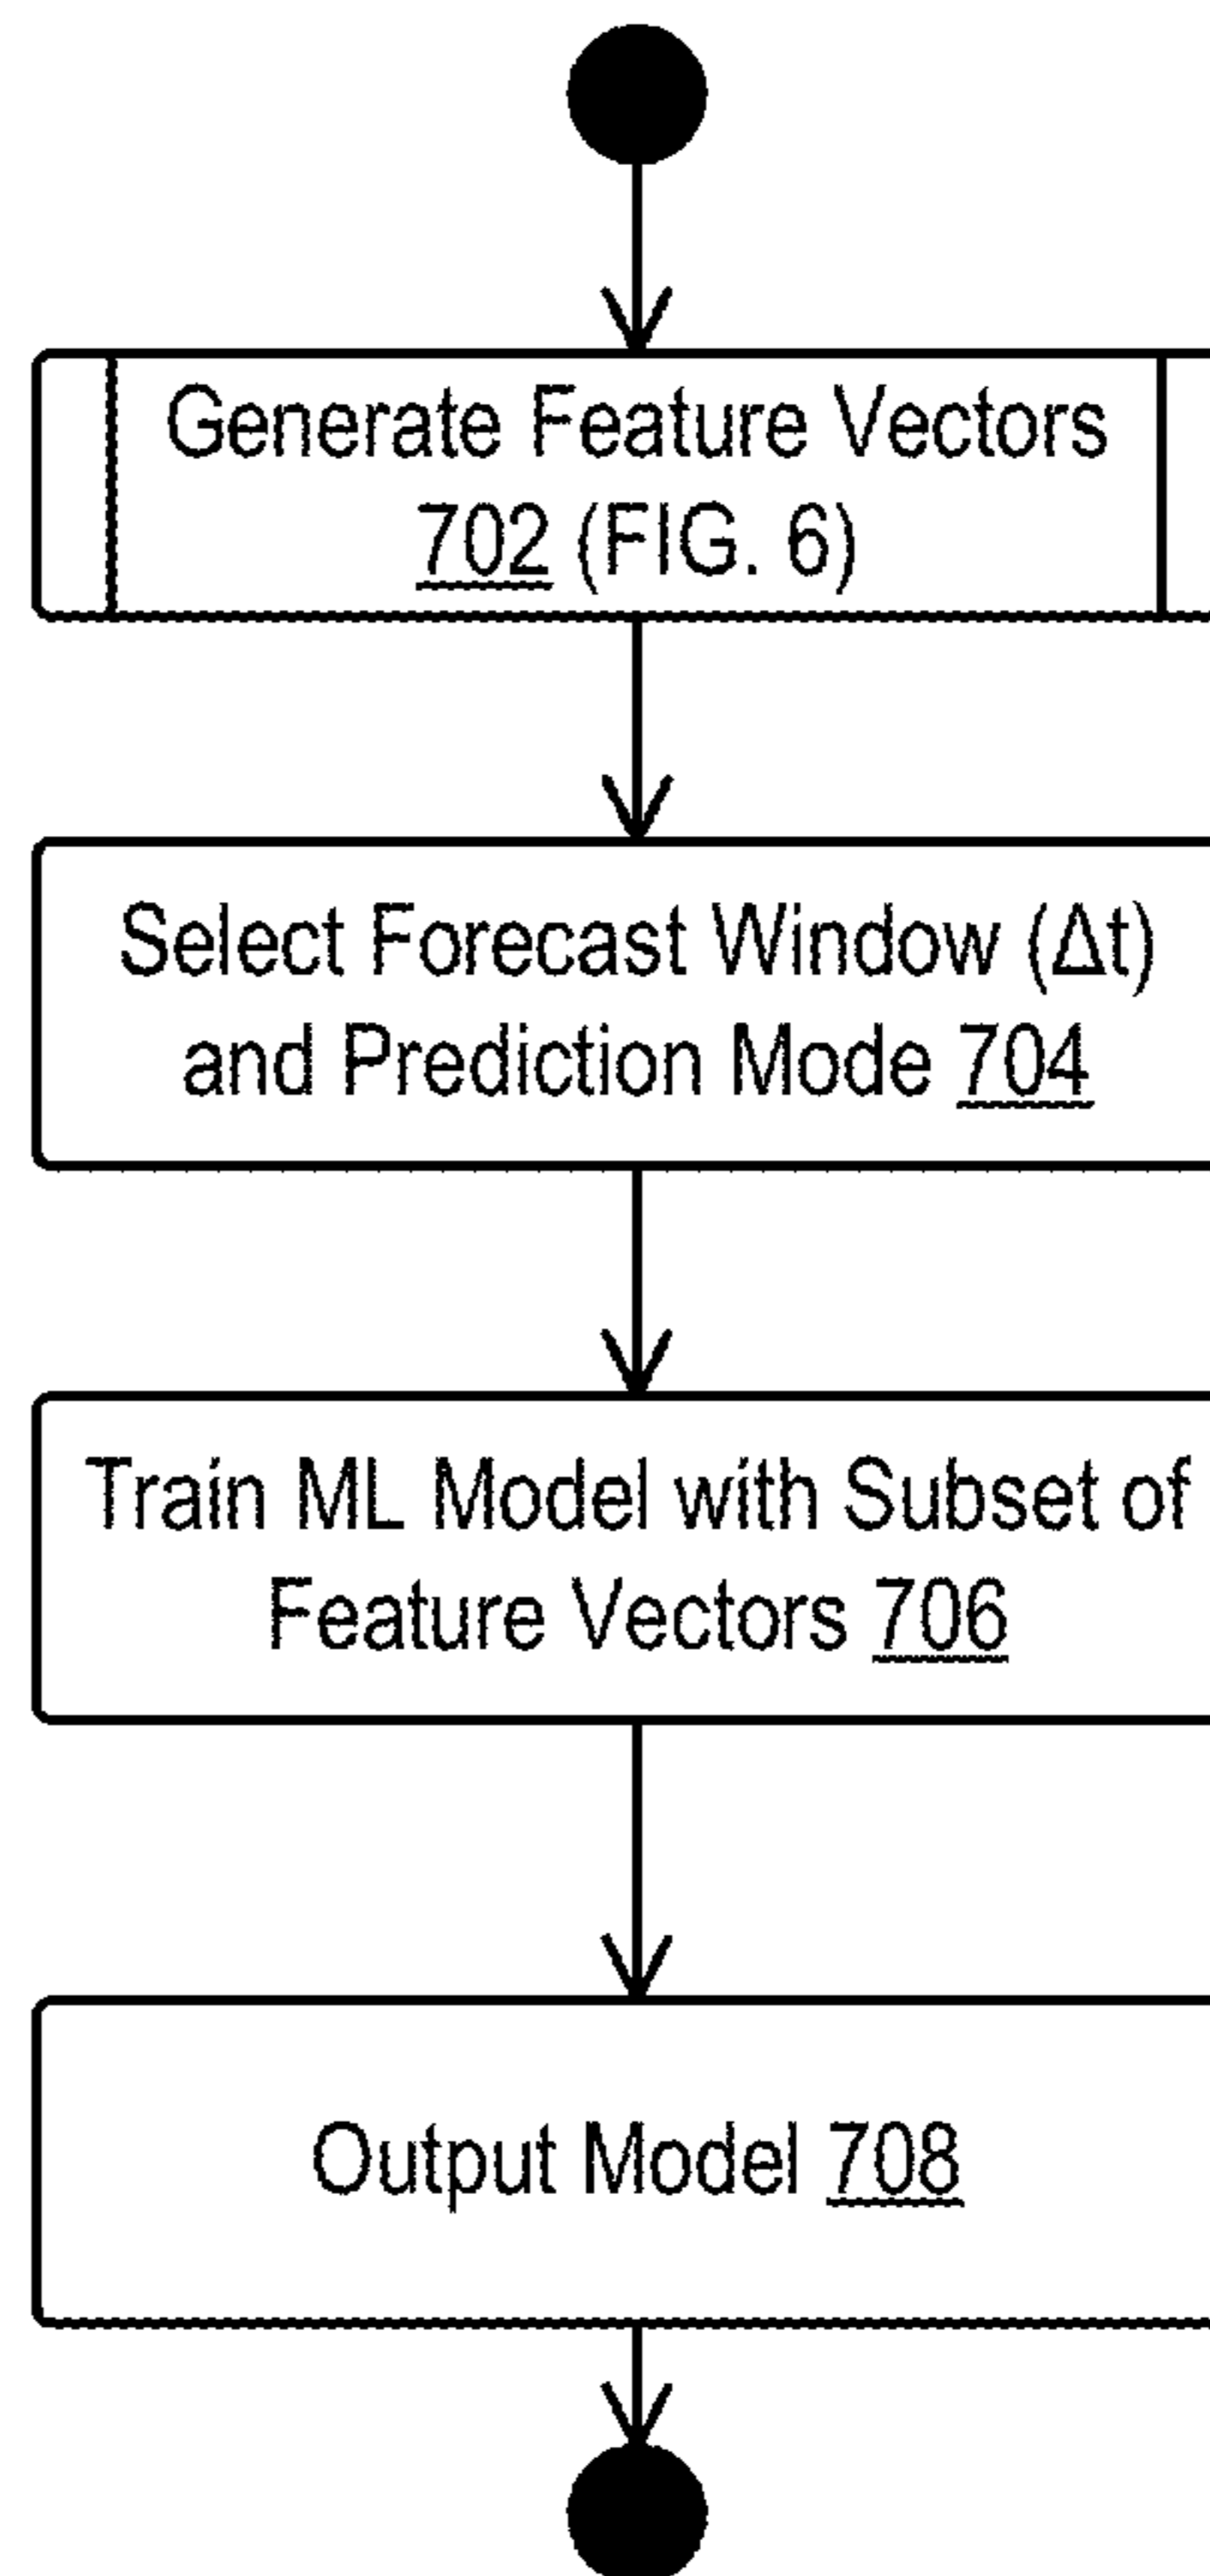 Generate Feature Vectors
702 (FIG. 6)
Select Forecast Window (Δt)
and Prediction Mode 704
Train ML Model with Subset of
Feature Vectors 706
Output Model 708